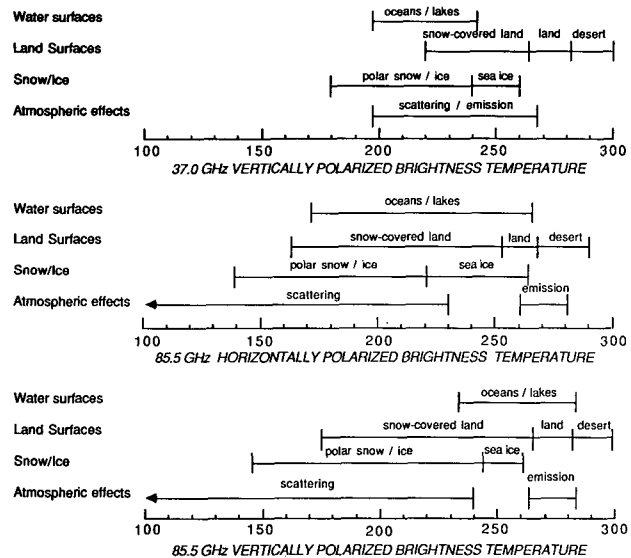 Water surfaces oceans / lakes
Land Surfaces snow-covered land land desert
Snow/Ice polar snow / ice sea ice
Atmospheric effects scattering / emission
100 150 200 250 300
37.0 GHz VERTICALLY POLARIZED BRIGHTNESS TEMPERATURE
Water surfaces oceans / lakes
Land Surfaces snow-covered land land desert
Snow/Ice polar snow / ice sea ice
Atmospheric effects scattering emission
100 150 200 250 300
85.5 GHZ HORIZONTALLY POLARIZED BRIGHTNESS TEMPERATURE
Water surfaces oceans / lakes
Land Surfaces snow-covered land land desert
Snow/Ice polar snow / ice sea ice
Atmospheric effects scattering emission
100 150 200 250 300
85.5 GHZ VERTICALLY POLARIZED BRIGHTNESS TEMPERATURE